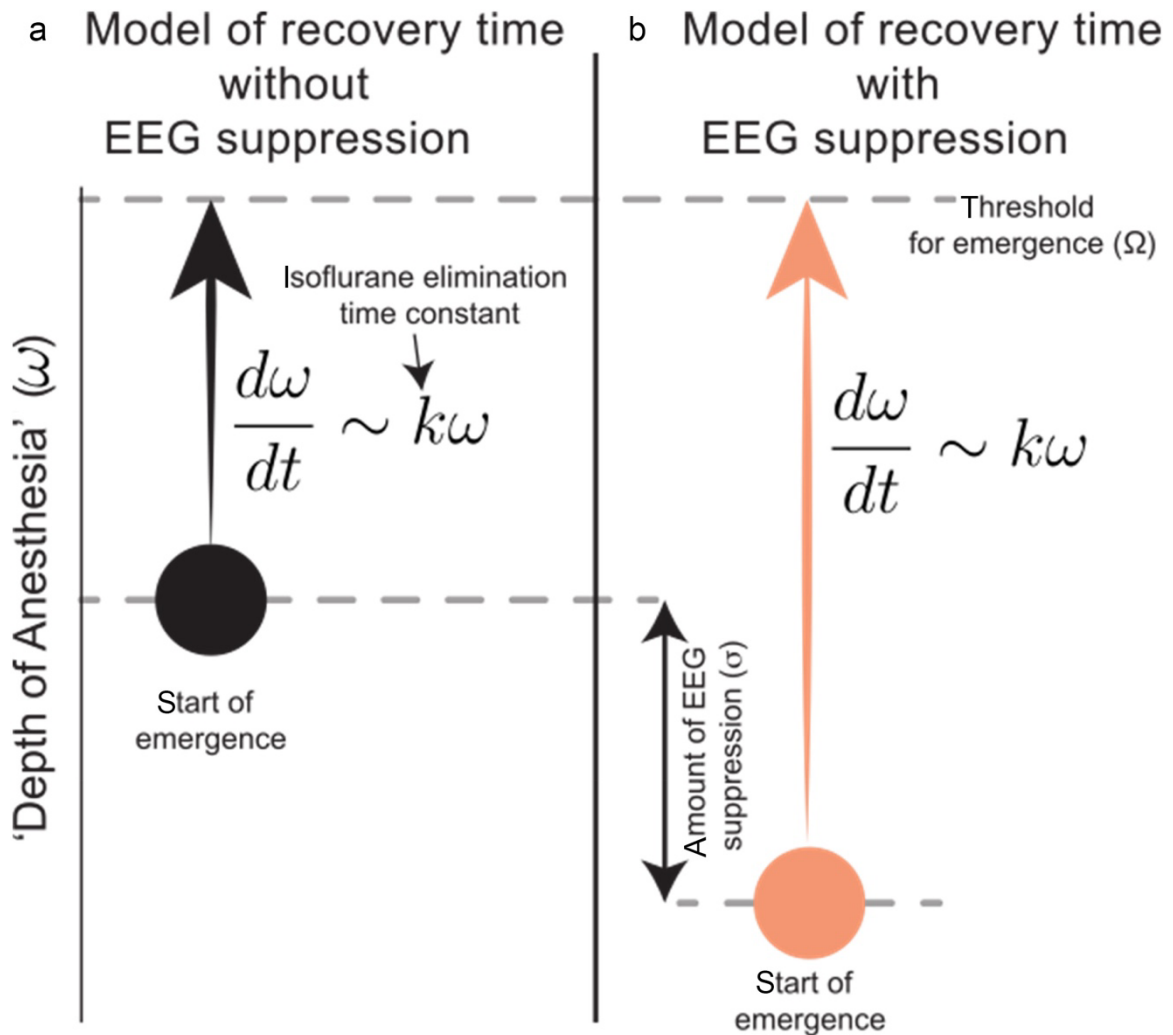 a
Model of recovery time
without
EEG suppression
b
Model of recovery time
with
EEG suppression
'Depth of Anesthesia' (ω)
Isoflurane elimination
time constant
dω/dt ~ kω
Start of
emergence
Threshold
for emergence (Ω)
dω/dt ~ kω
Amount of EEG
suppression (σ)
Start of
emergence